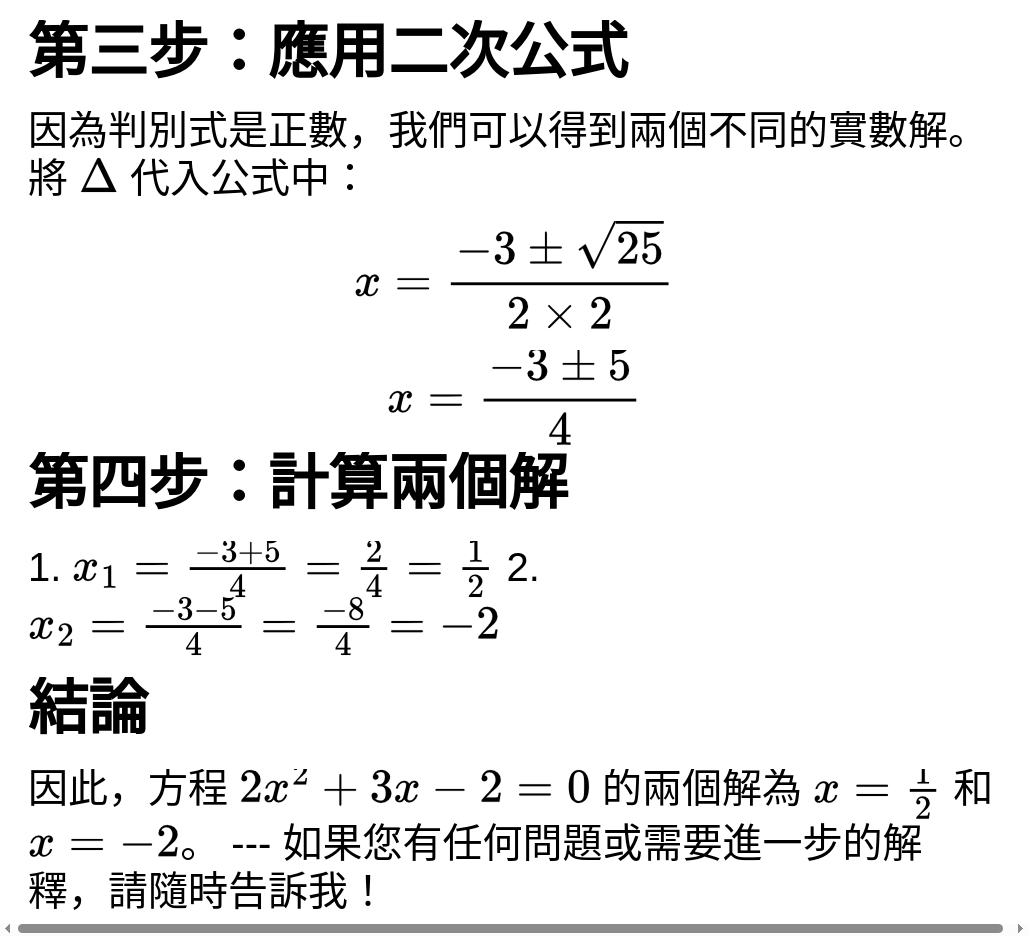 第三步：應用二次公式
因為判別式是正數，我們可以得到兩個不同的實數解。
將 Δ 代入公式中：
x = \frac{-3 ± \sqrt{25}}{2 × 2}
x = \frac{-3 ± 5}{4}
第四步：計算兩個解
1. x_1 = \frac{-3+5}{4} = \frac{2}{4} = \frac{1}{2} 2.
x_2 = \frac{-3-5}{4} = \frac{-8}{4} = -2
結論
因此，方程 2x^2 + 3x - 2 = 0 的兩個解為 x = \frac{1}{2} 和
x = -2。 --- 如果您有任何問題或需要進一步的解
釋，請隨時告訴我！